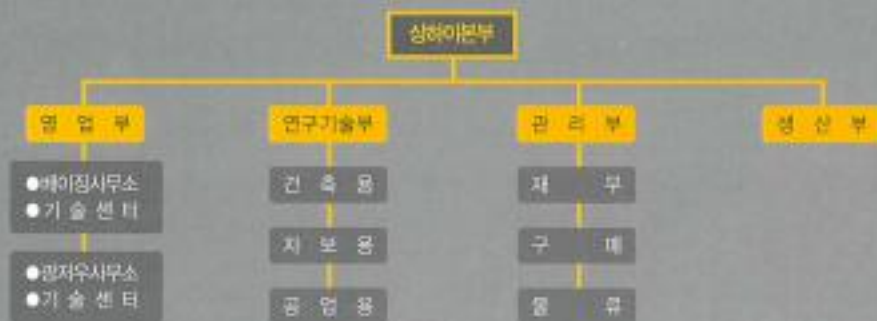 상하이본부
영 업 부
연구기술부
관 리 부
생 산 부
●베이징사무소
●기 술 센 터
건 축 용
재 무
차 보 용
구 매
●광저우사무소
●기 술 센 터
공 업 용
물 류